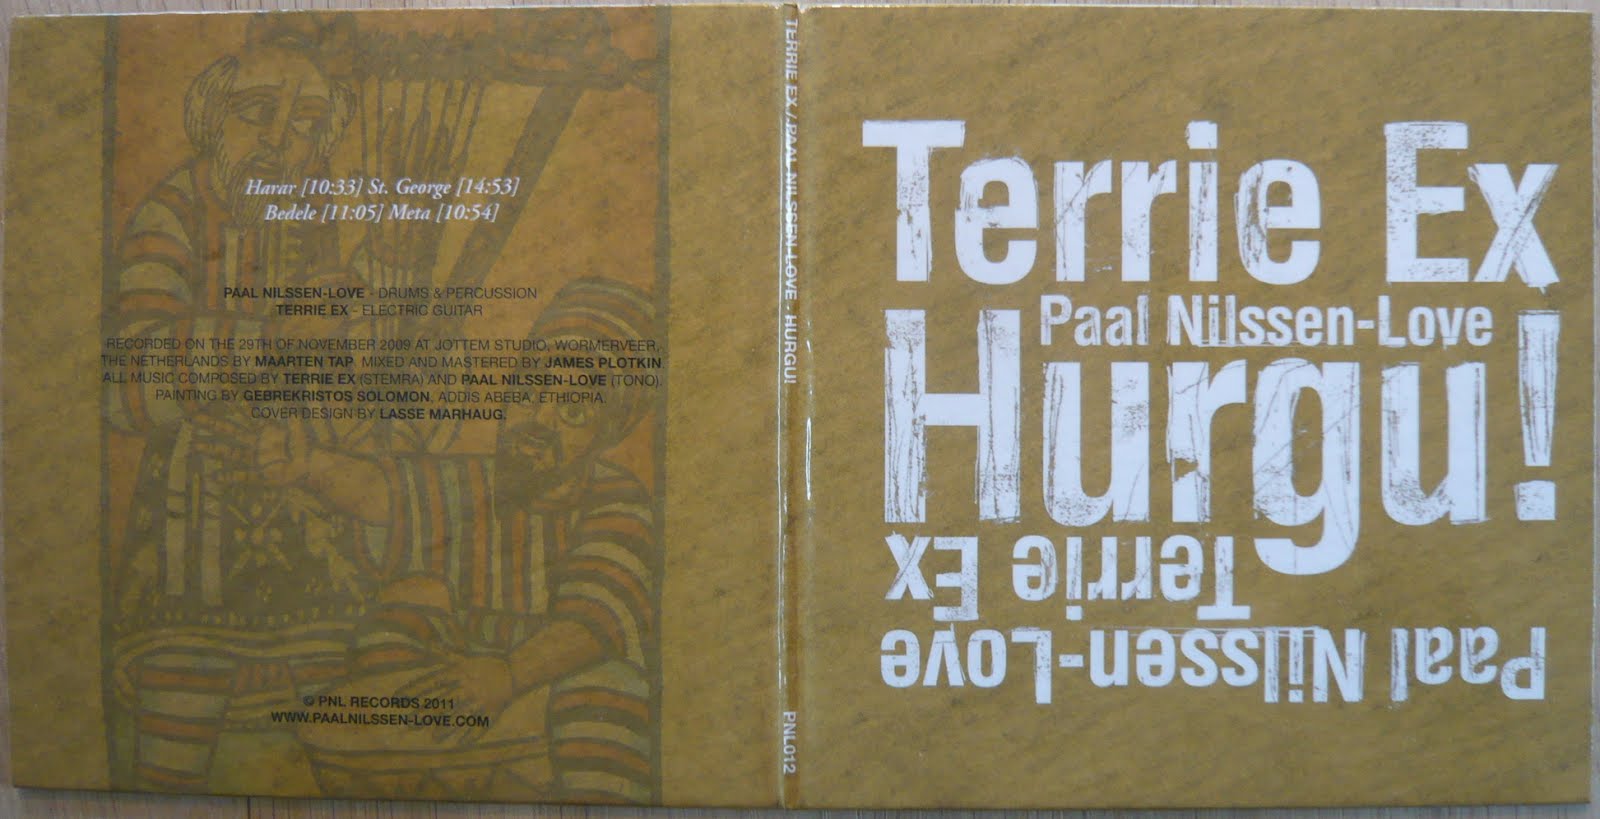 Harar [10:33] St. George [14:53]
Bedele [11:05] Meta [10:54]
PAAL NILSSEN-LOVE - DRUMS & PERCUSSION
TERRIE EX - ELECTRIC GUITAR
RECORDED ON THE 29TH OF NOVEMBER 2009 AT JOTTEM STUDIO, WORMERVEER,
THE NETHERLANDS BY MAARTEN TAP. MIXED AND MASTERED BY JAMES PLOTKIN.
ALL MUSIC COMPOSED BY TERRIE EX (STEMRA) AND PAAL NILSSEN-LOVE (TONO).
PAINTING BY GEBREKRISTOS SOLOMON, ADDIS ABEBA, ETHIOPIA.
COVER DESIGN BY LASSE MARHAUG.
© PNL RECORDS 2011
WWW.PAALNILSSEN-LOVE.COM
TERRIE EX / PAAL NILSSEN-LOVE - HURGU!
PNL012
Terrie Ex
Paal Nilssen-Love
Hurgu!
Terrie Ex
Paal Nilssen-Love